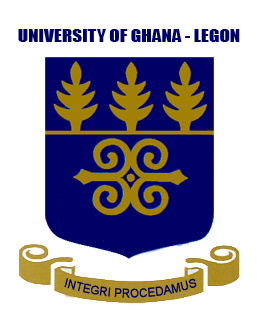 UNIVERSITY OF GHANA - LEGON
INTEGRI PROCEDAMUS